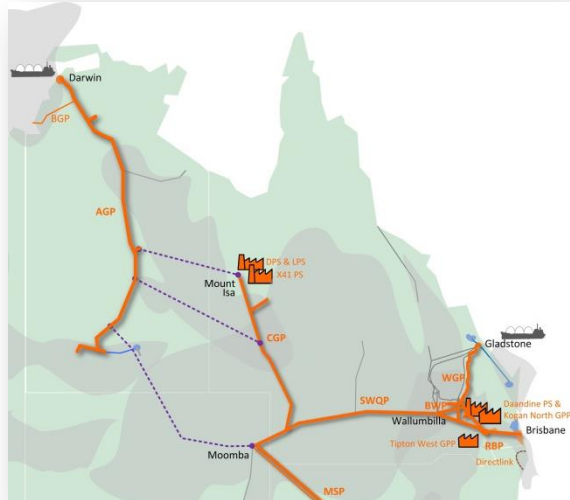 Darwin
BGP
AGP
DPS & LPS
X41 PS
Mount
Isa
CGP
Gladstone
WGP
SWQP
BWP
Daandine PS &
Kogan North GPP
Wallumbilla
Brisbane
Tipton West GPP
RBP
Moomba
Directlink
MSP